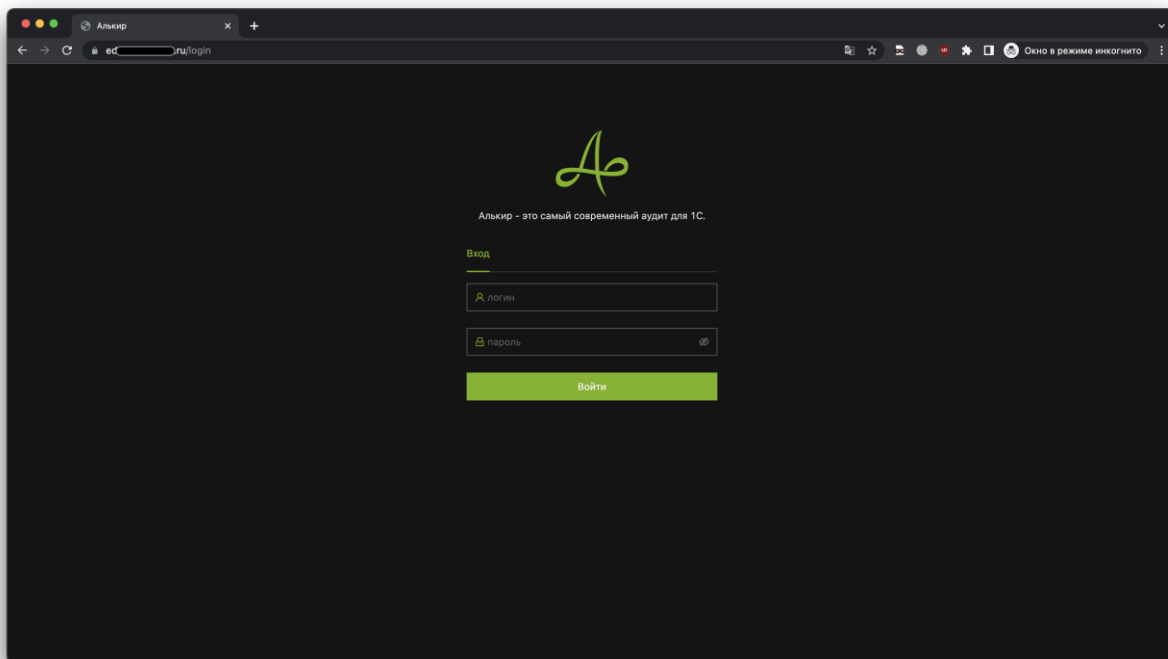 Алькир
ed
.ru/login
Окно в режиме инкогнито
Алькир - это самый современный аудит для 1С.
Вход
логин
пароль
Войти